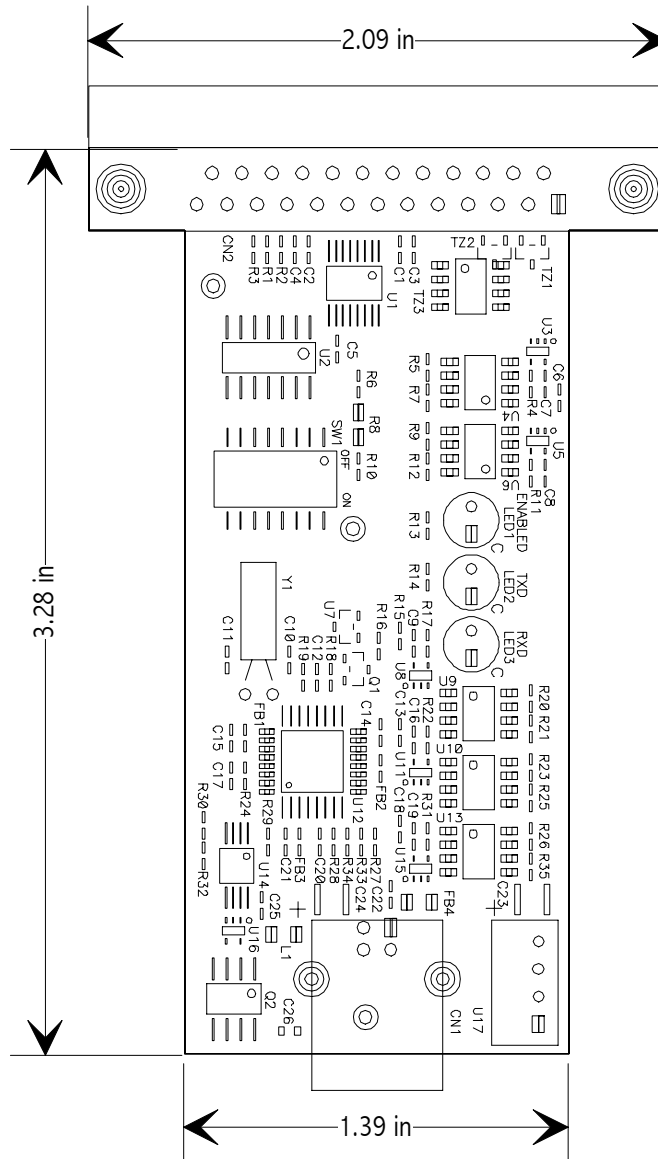 2.09 in
3.28 in
CN2
R3
R1
R2
C4
C2
U1
C1
C3
TZ3
TZ2
TZ1
U2
C5
U3
R6
R5
R7
C6
R4
C7
R8
U4
SW1
OFF
ON
R10
R9
R12
U5
U6
R11
C8
R13
ENABLED
LED1
C
R14
TXD
LED2
C
RXD
LED3
C
Y1
C11
C10
U7
R19
C12
R18
R16
Q1
R15
C9
R17
U8
U9
R20
R21
FB1
C14
C13
C16
R22
C15
C17
R24
U12
FB2
U11
U10
R23
R25
R30
R32
R29
C18
C19
R31
U13
R26
R35
U14
C21
FB3
C20
R28
R34
R33
R27
U15
C25
+
C24
C22
FB4
+
C23
U16
L1
Q2
C26
CN1
U17
1.39 in